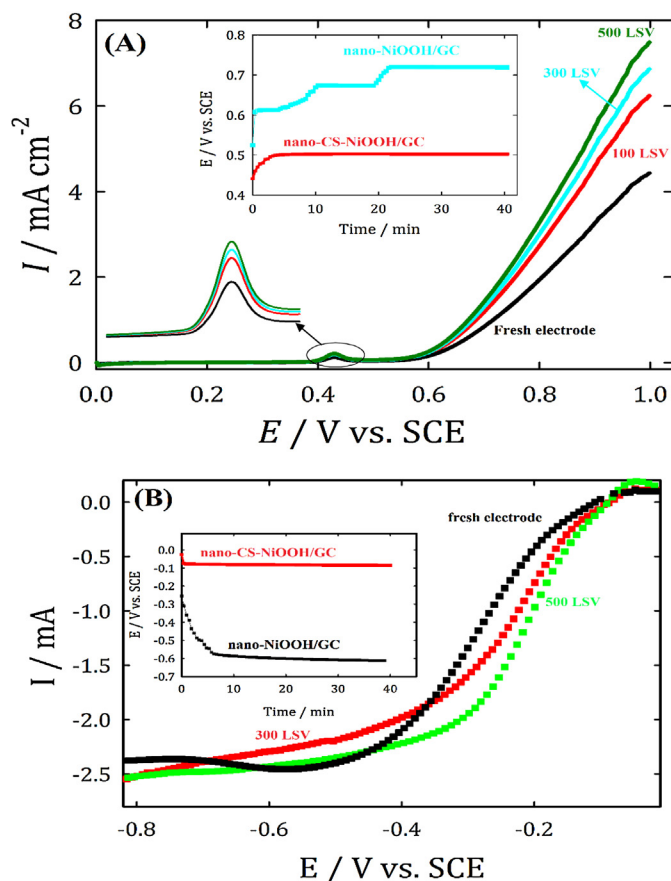 (A)
I / mA cm⁻²
8
6
4
2
0
0.0 0.2 0.4 0.6 0.8 1.0
E / V vs. SCE
500 LSV
300 LSV
100 LSV
Fresh electrode
nano-NiOOH/GC
nano-CS-NiOOH/GC
E / V vs. SCE
0.8
0.7
0.6
0.5
0.4
0 10 20 30 40
Time / min
(B)
I / mA
0.0
-0.5
-1.0
-1.5
-2.0
-2.5
-0.8 -0.6 -0.4 -0.2
E / V vs. SCE
fresh electrode
500 LSV
300 LSV
nano-CS-NiOOH/GC
nano-NiOOH/GC
E / V vs. SCE
0.0
-0.1
-0.2
-0.3
-0.4
-0.5
-0.6
-0.7
0 10 20 30 40
Time / min